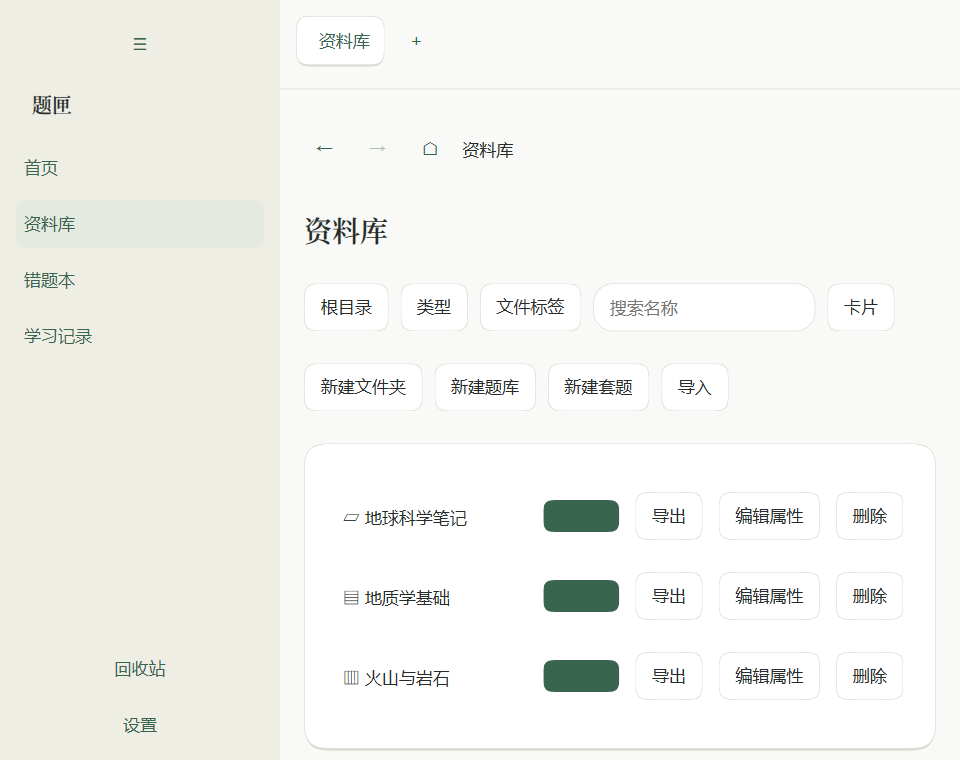 题匣
首页
资料库
错题本
学习记录
回收站
设置
资料库 +
← → 资料库
资料库
根目录 类型 文件标签 搜索名称 卡片
新建文件夹 新建题库 新建套题 导入
地球科学笔记 导出 编辑属性 删除
地质学基础 导出 编辑属性 删除
火山与岩石 导出 编辑属性 删除